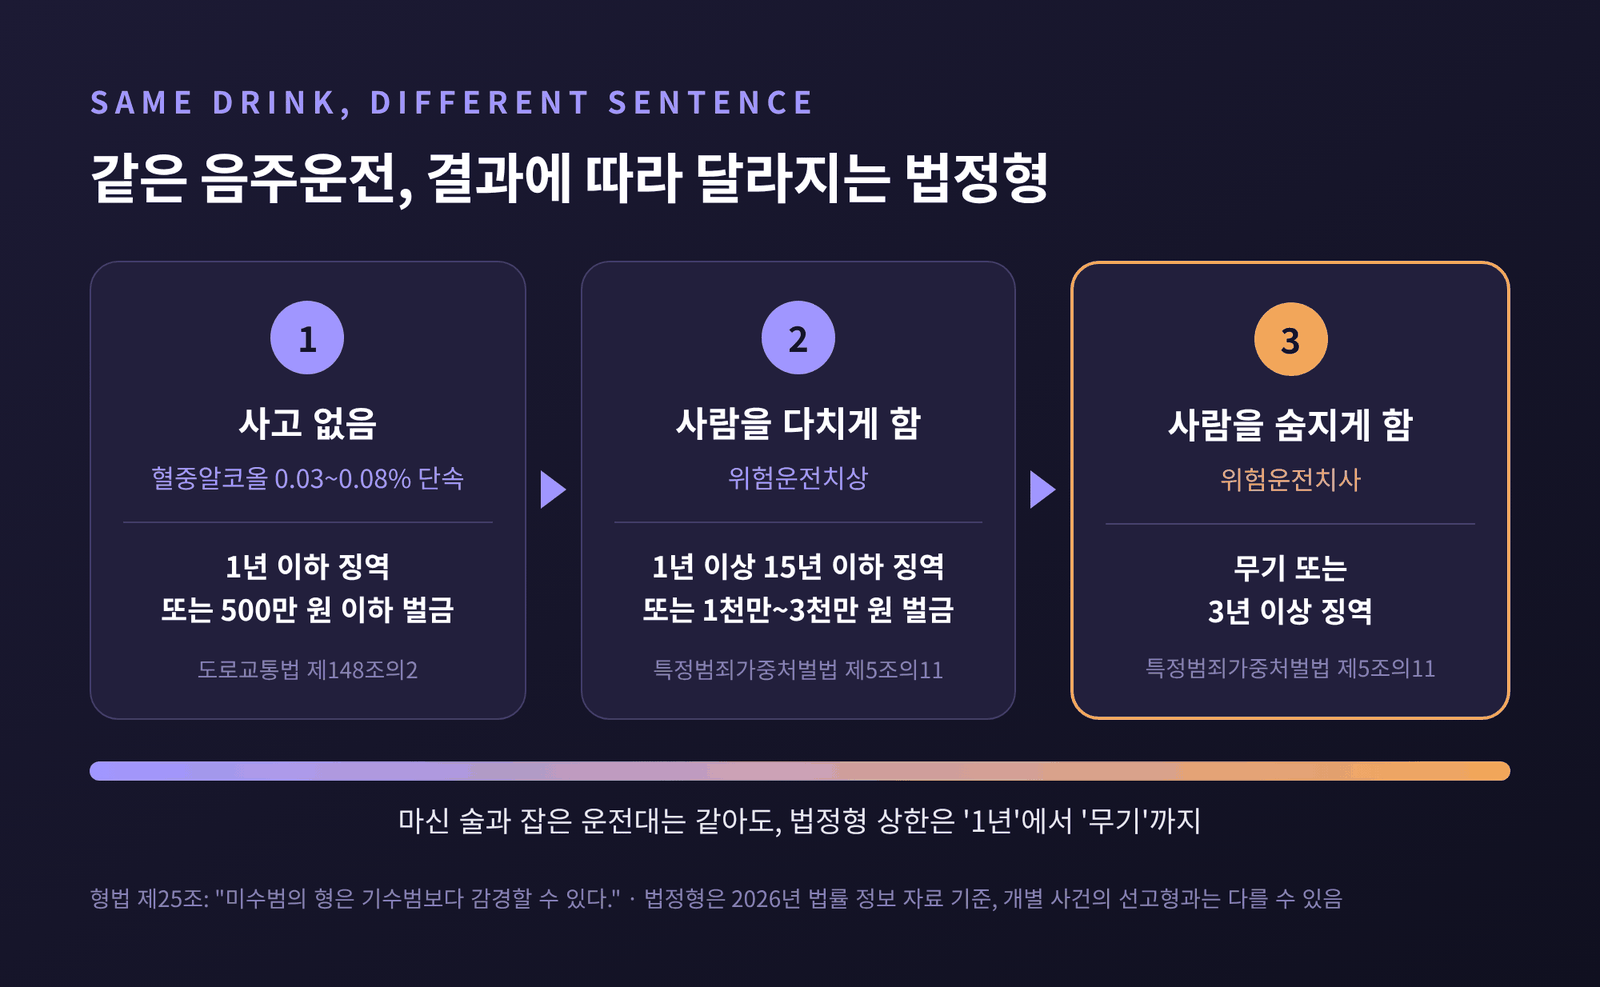 SAME DRINK, DIFFERENT SENTENCE
같은 음주운전, 결과에 따라 달라지는 법정형
1
사고 없음
혈중알코올 0.03~0.08% 단속
1년 이하 징역
또는 500만 원 이하 벌금
도로교통법 제148조의2
2
사람을 다치게 함
위험운전치상
1년 이상 15년 이하 징역
또는 1천만~3천만 원 벌금
특정범죄가중처벌법 제5조의11
3
사람을 숨지게 함
위험운전치사
무기 또는
3년 이상 징역
특정범죄가중처벌법 제5조의11
마신 술과 잡은 운전대는 같아도, 법정형 상한은 '1년'에서 '무기'까지
형법 제25조: "미수범의 형은 기수범보다 감경할 수 있다." · 법정형은 2026년 법률 정보 자료 기준, 개별 사건의 선고형과는 다를 수 있음